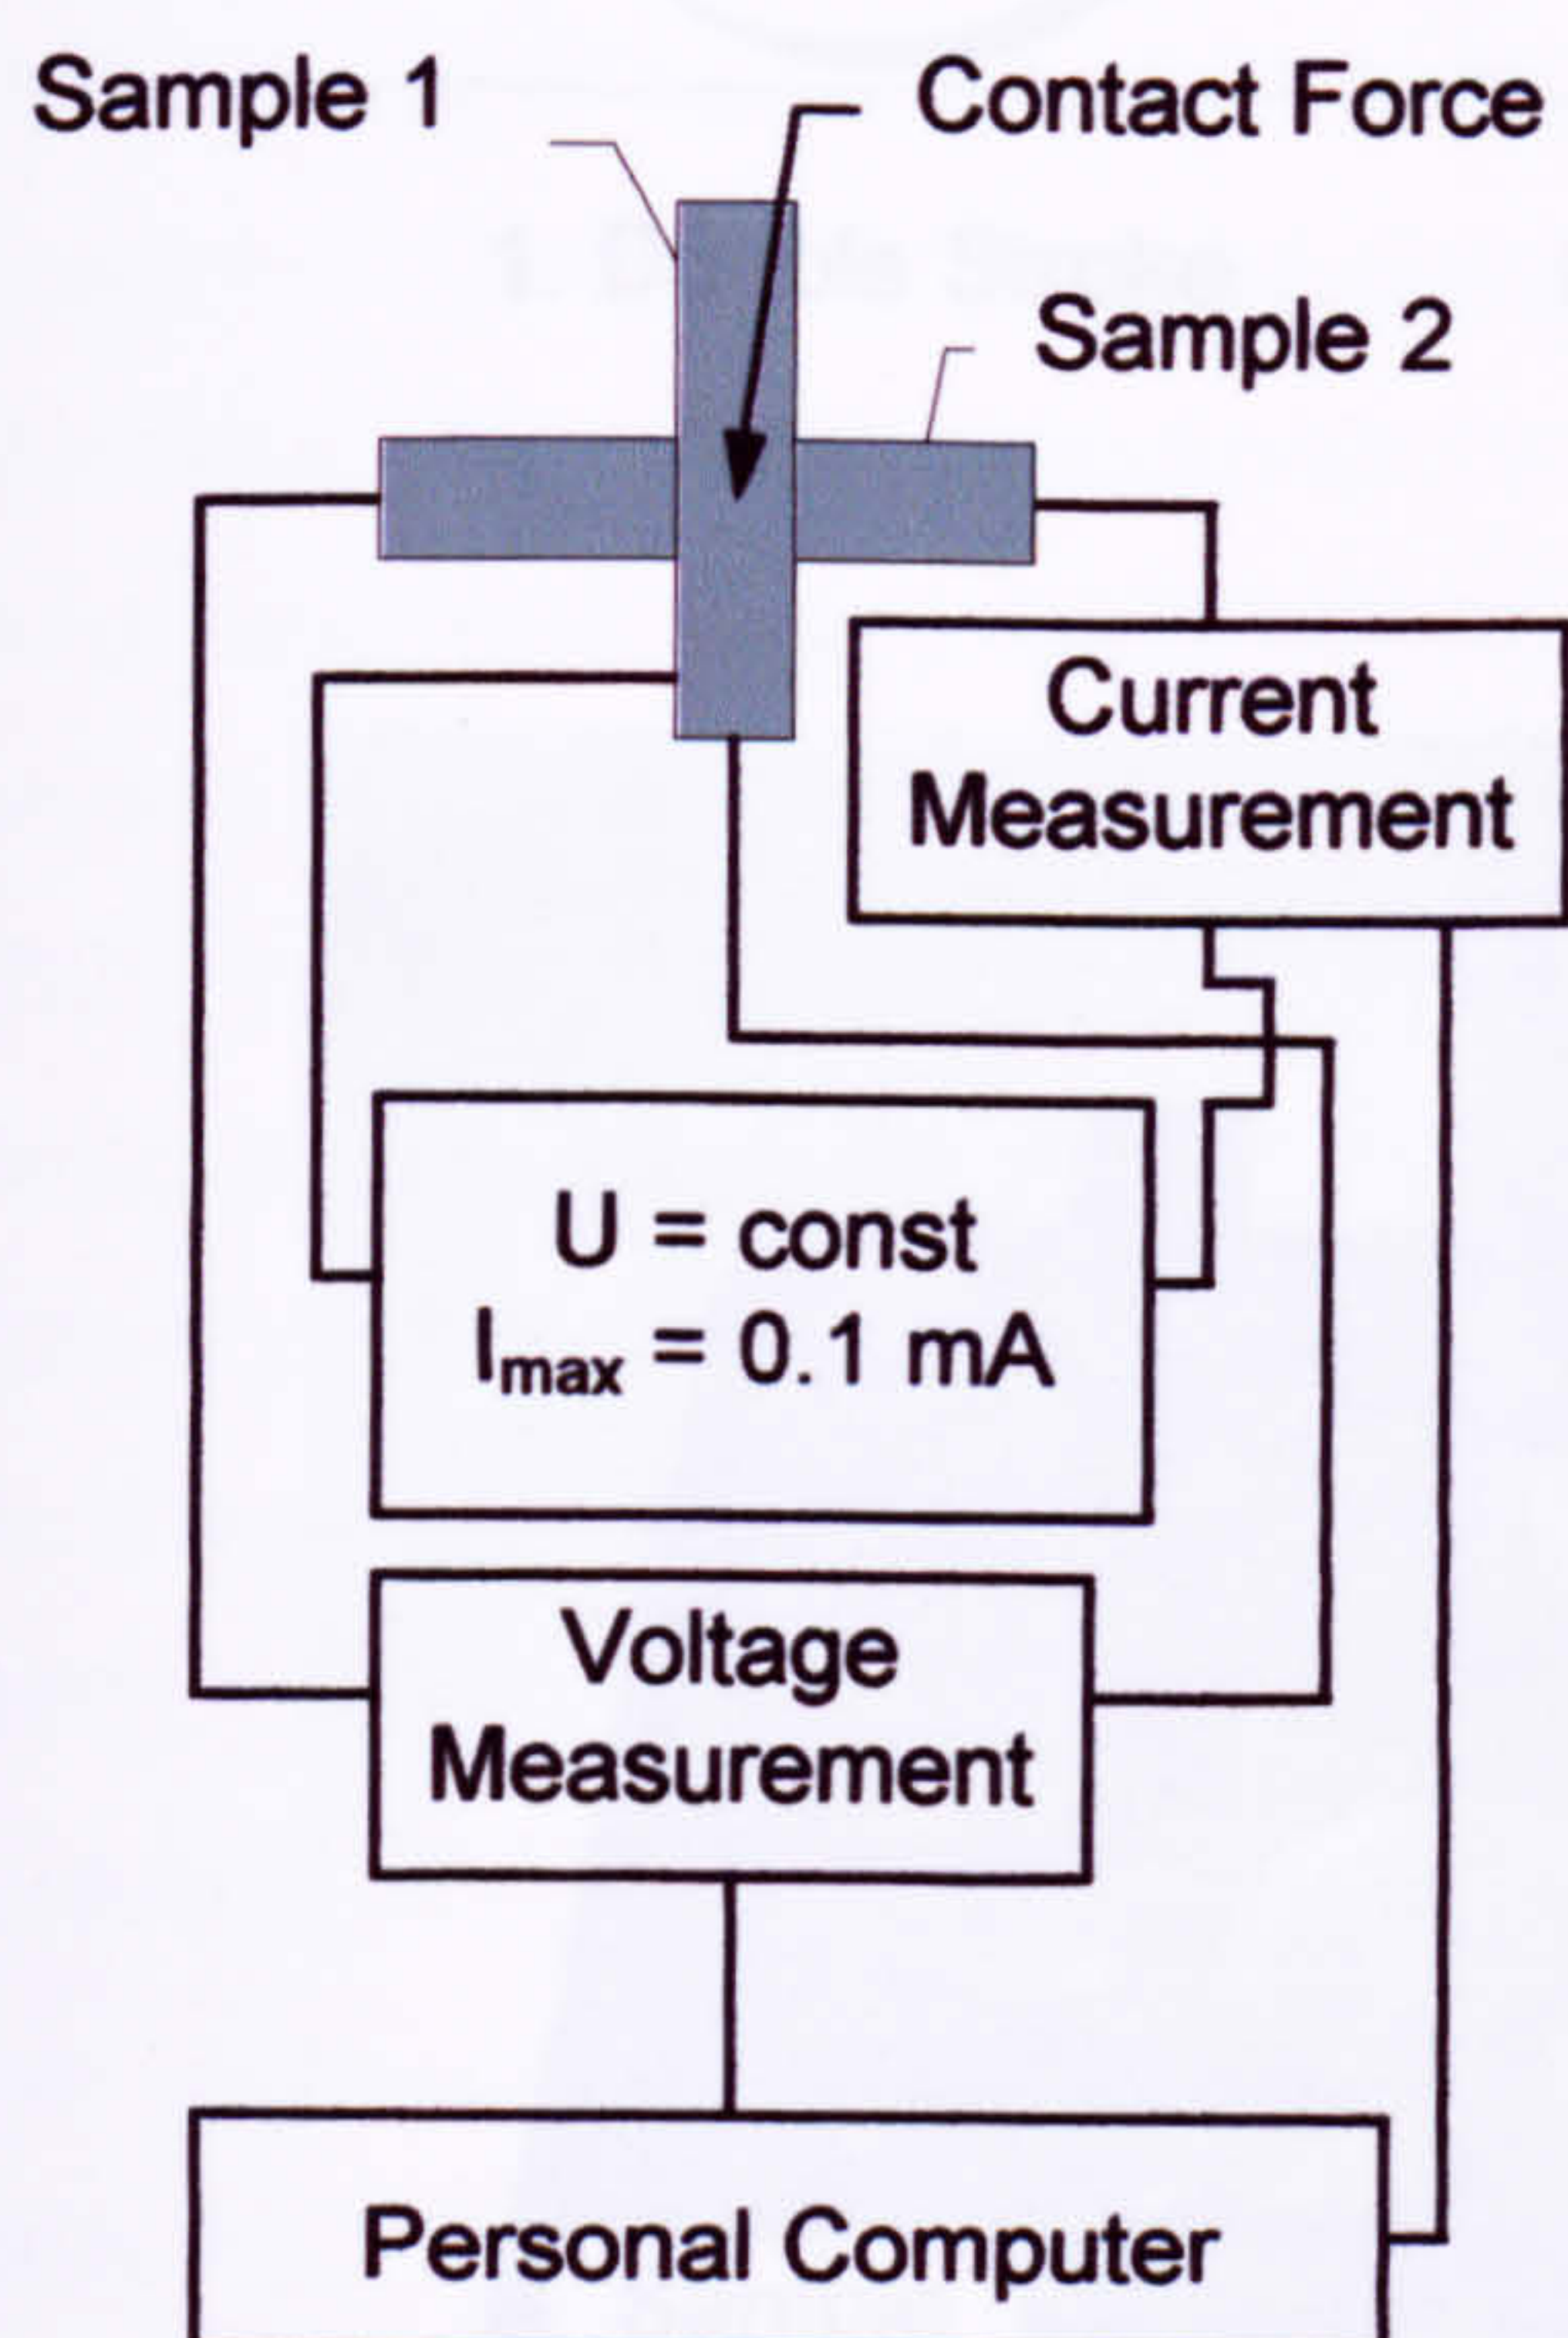 Sample 1
Contact Force
Sample 2
Current
Measurement
U = const
Imax = 0.1 mA
Voltage
Measurement
Personal Computer